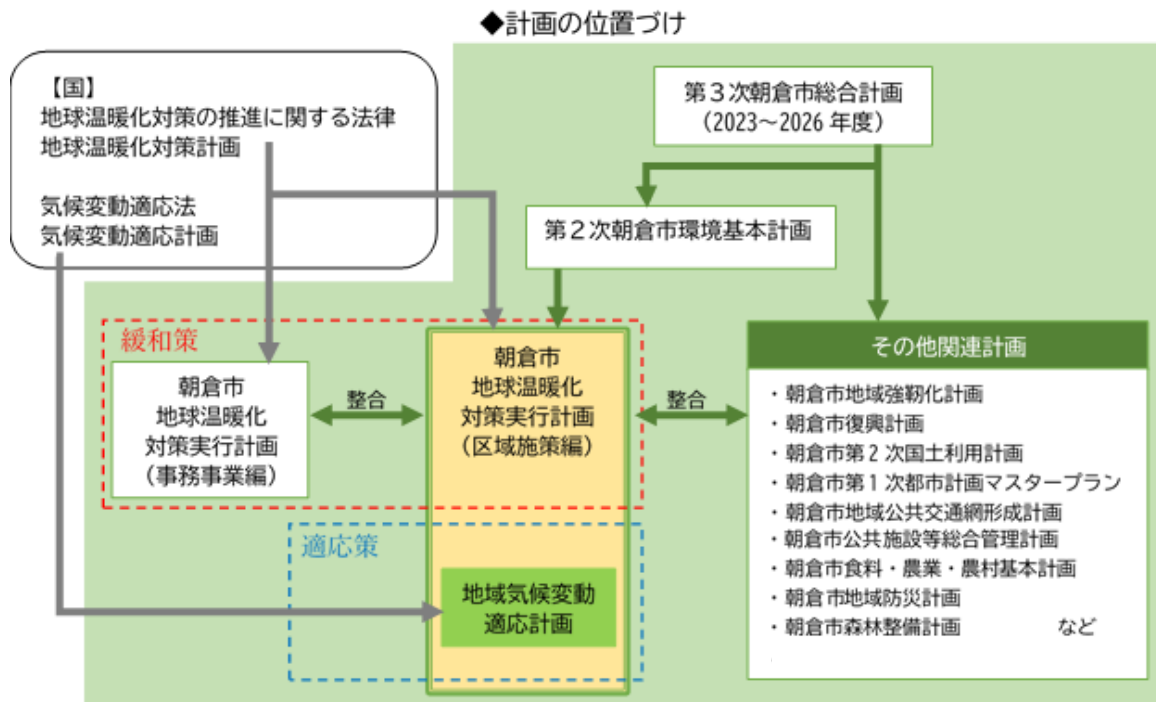 ◆計画の位置づけ
【国】
地球温暖化対策の推進に関する法律
地球温暖化対策計画
気候変動適応法
気候変動適応計画
第3次朝倉市総合計画
（2023～2026 年度）
第2次朝倉市環境基本計画
緩和策
朝倉市
地球温暖化
対策実行計画
（事務事業編）
整合
朝倉市
地球温暖化
対策実行計画
（区域施策編）
整合
適応策
地域気候変動
適応計画
その他関連計画
・朝倉市地域強靭化計画
・朝倉市復興計画
・朝倉市第2次国土利用計画
・朝倉市第1次都市計画マスタープラン
・朝倉市地域公共交通網形成計画
・朝倉市公共施設等総合管理計画
・朝倉市食料・農業・農村基本計画
・朝倉市地域防災計画
・朝倉市森林整備計画 など